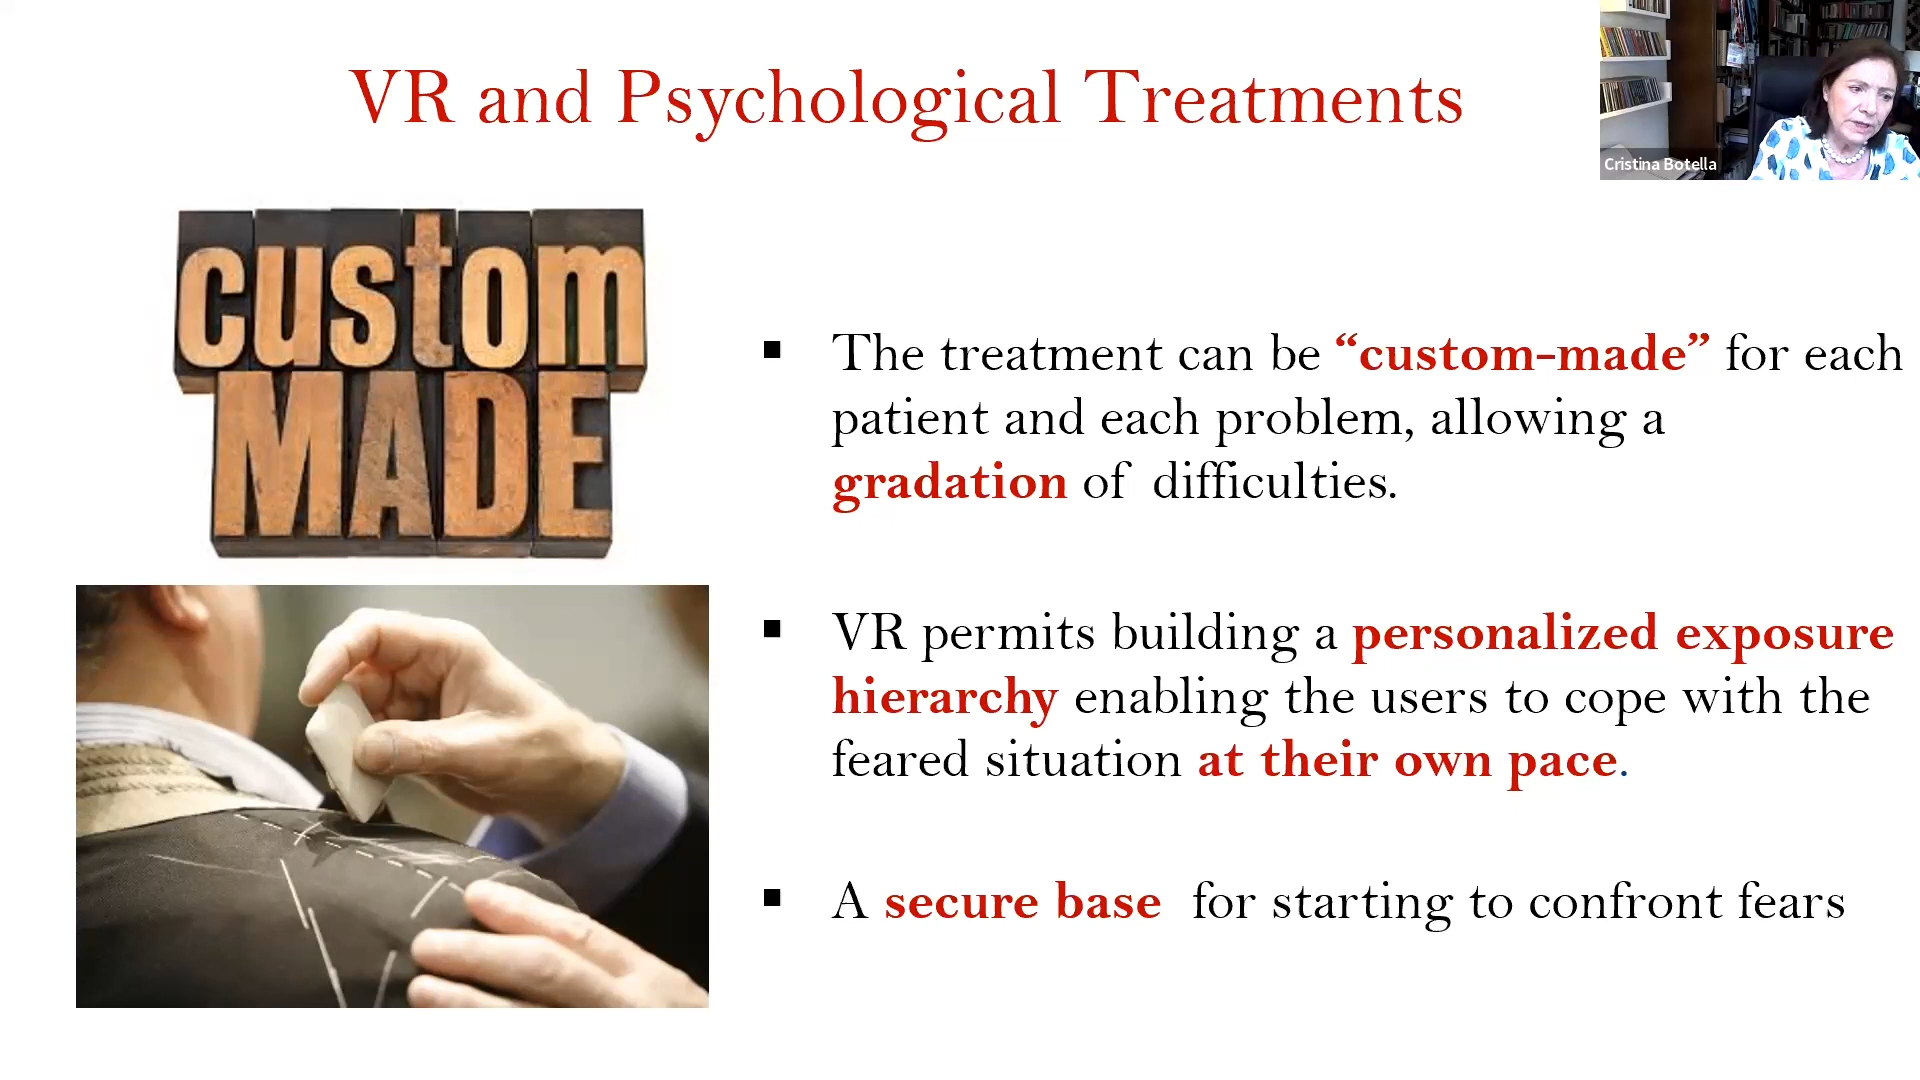 VR and Psychological Treatments
Cristina Botella
custom
MADE
▪ The treatment can be “custom-made” for each
patient and each problem, allowing a
gradation of difficulties.
▪ VR permits building a personalized exposure
hierarchy enabling the users to cope with the
feared situation at their own pace.
▪ A secure base for starting to confront fears